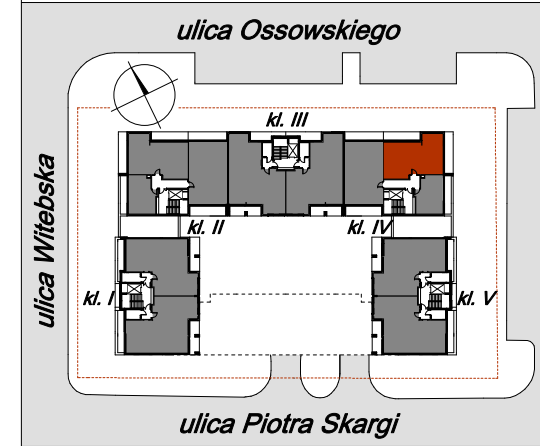 ulica Ossowskiego
kl. III
ulica Witebska
kl. II
kl. IV
kl. I
kl. V
ulica Piotra Skargi